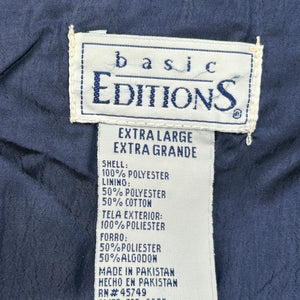 basic
EDITIONS®
EXTRA LARGE
EXTRA GRANDE
SHELL:
100% POLYESTER
LINING:
50% POLYESTER
50% COTTON
TELA EXTERIOR:
100% POLIESTER
FORRO:
50% POLIESTER
50% ALGODON
MADE IN PAKISTAN
HECHO EN PAKISTAN
RN# 45749